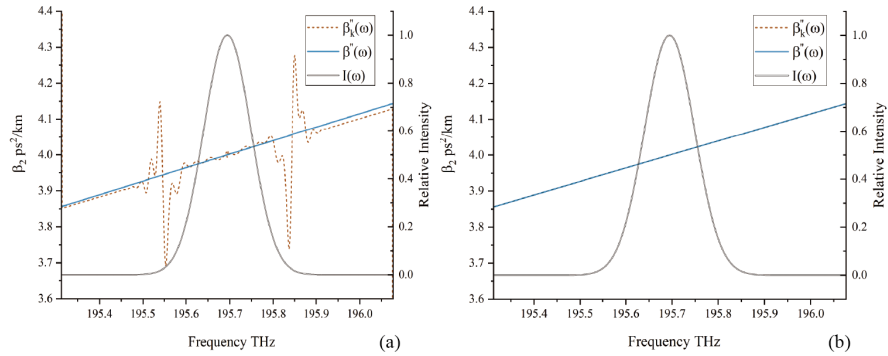 4.4
4.3
4.2
4.1
4.0
3.9
3.8
3.7
3.6
β₂ ps²/km
195.4 195.5 195.6 195.7 195.8 195.9 196.0
Frequency THz
1.0
0.8
0.6
0.4
0.2
0.0
Relative Intensity
βₖ"(ω)
β"(ω)
I(ω)
(a)
4.4
4.3
4.2
4.1
4.0
3.9
3.8
3.7
3.6
β₂ ps²/km
195.4 195.5 195.6 195.7 195.8 195.9 196.0
Frequency THz
1.0
0.8
0.6
0.4
0.2
0.0
Relative Intensity
βₖ"(ω)
β"(ω)
I(ω)
(b)